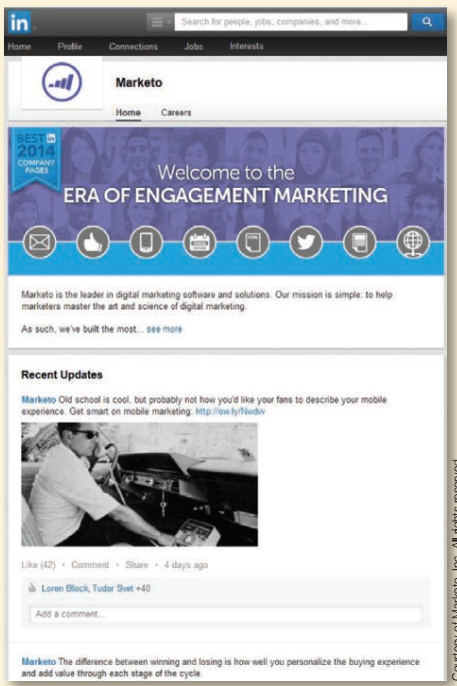 in
Search for people, jobs, companies, and more...
Home Profile Connections Jobs Interests
Marketo
Home Careers
BEST in
2014
COMPANY
PAGES
Welcome to the
ERA OF ENGAGEMENT MARKETING
Marketo is the leader in digital marketing software and solutions. Our mission is simple: to help
marketers master the art and science of digital marketing.
As such, we've built the most... see more
Recent Updates
Marketo Old school is cool, but probably not how you'd like your fans to describe your mobile
experience. Get smart on mobile marketing: http://ow.ly/Nwdvv
Like (42) • Comment • Share • 4 days ago
Loren Block, Tudor Svet +40
Add a comment...
Marketo The difference between winning and losing is how well you personalize the buying experience
and add value through each stage of the cycle.
Courtesy of Marketo, Inc. All rights reserved.